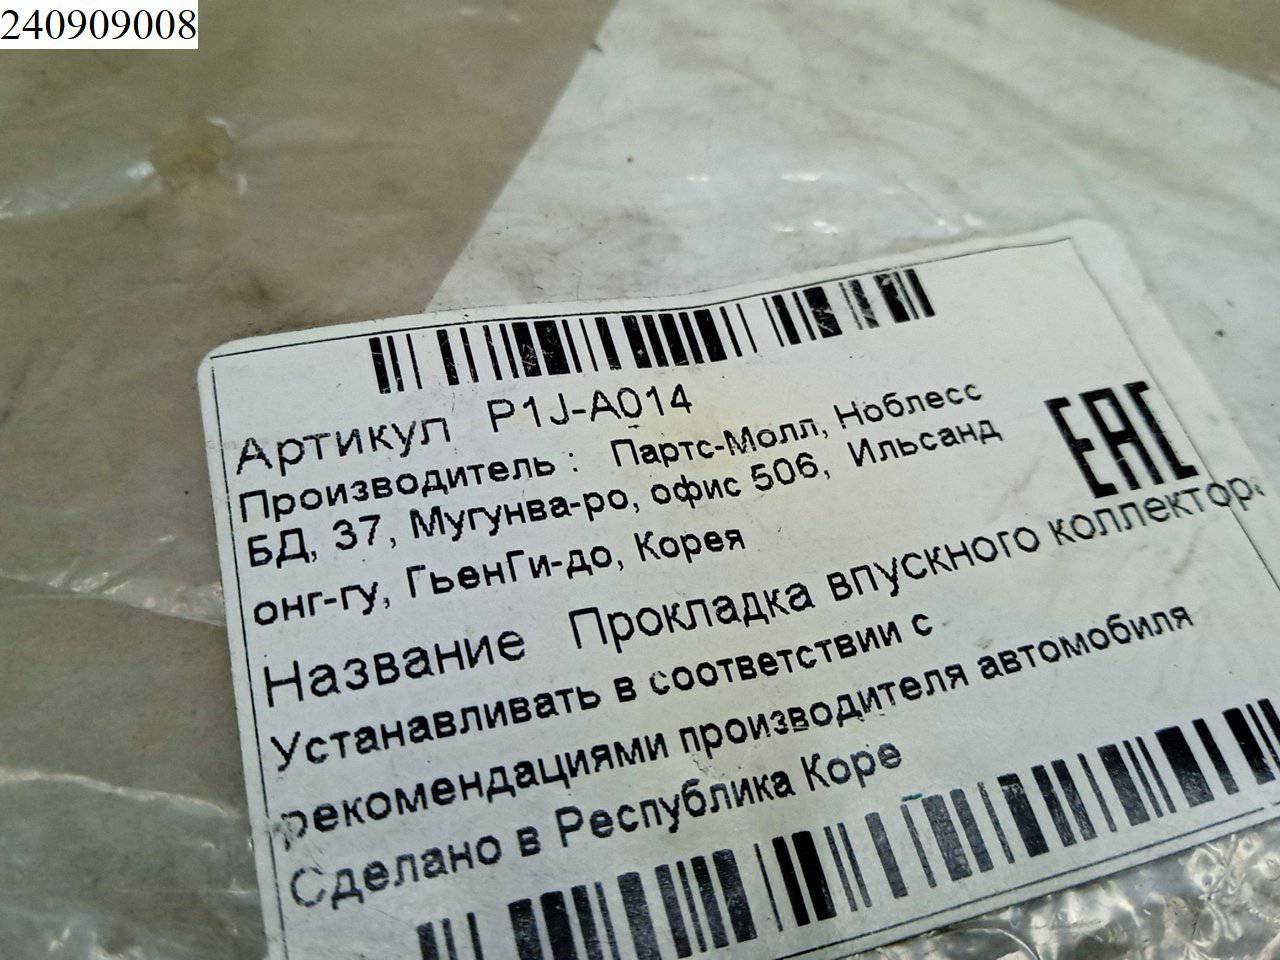 240909008
Артикул P1J-A014
Производитель : Партс-Молл, Ноблесс
БД, 37, Мугунва-ро, офис 506, Ильсанд
онг-гу, ГьенГи-до, Корея
EAC
Название Прокладка впускного коллектора
Устанавливать в соответствии с
рекомендациями производителя автомобиля
Сделано в Республика Коре